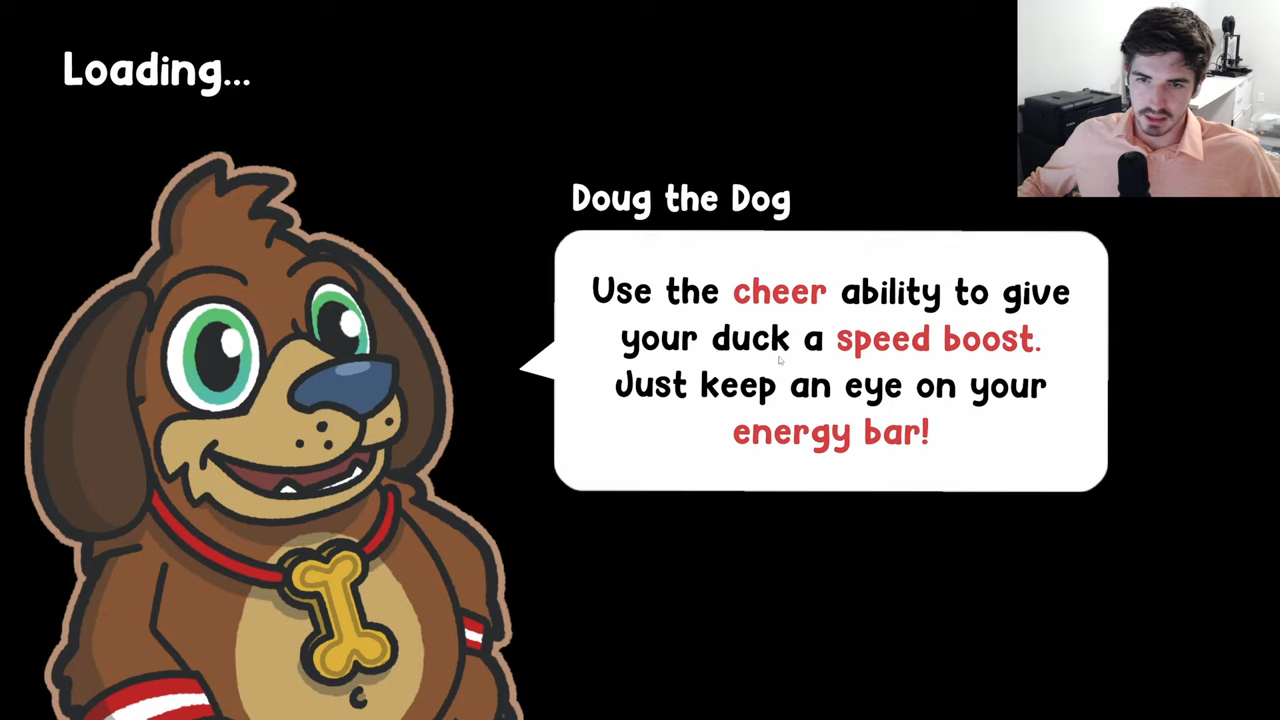 Loading...
Doug the Dog
Use the cheer ability to give
your duck a speed boost.
Just keep an eye on your
energy bar!